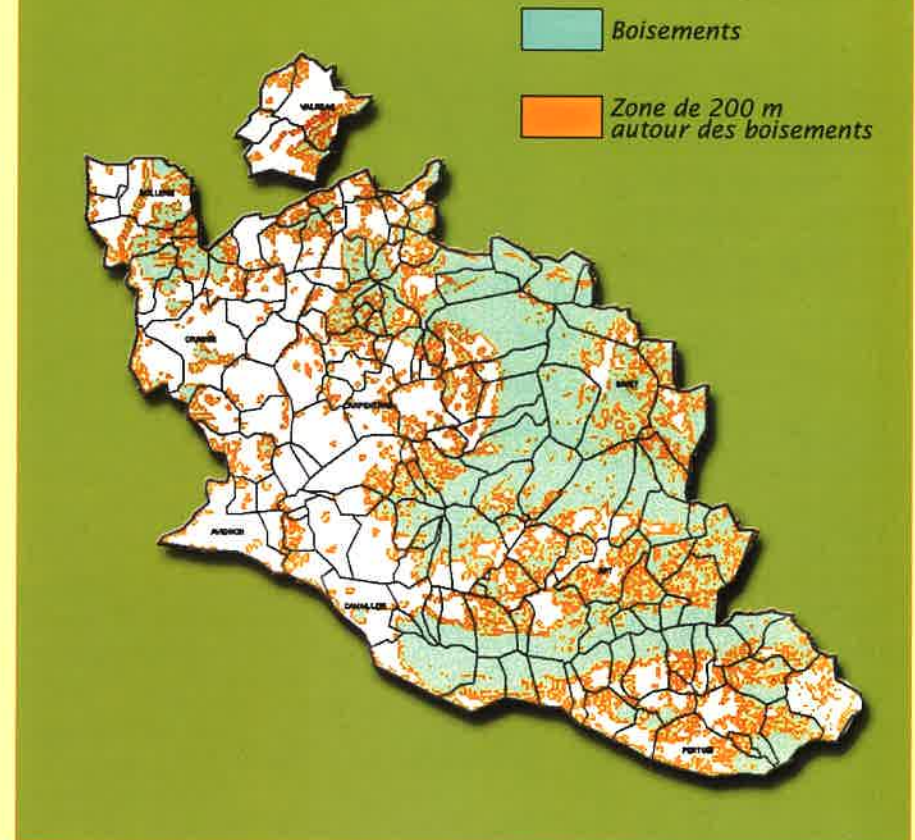 Boisements
Zone de 200 m
autour des boisements
VALREAS
BOLLENE
ORANGE
CARPENTRAS
SAULT
AVIGNON
APT
CAVAILLON
PERTUIS